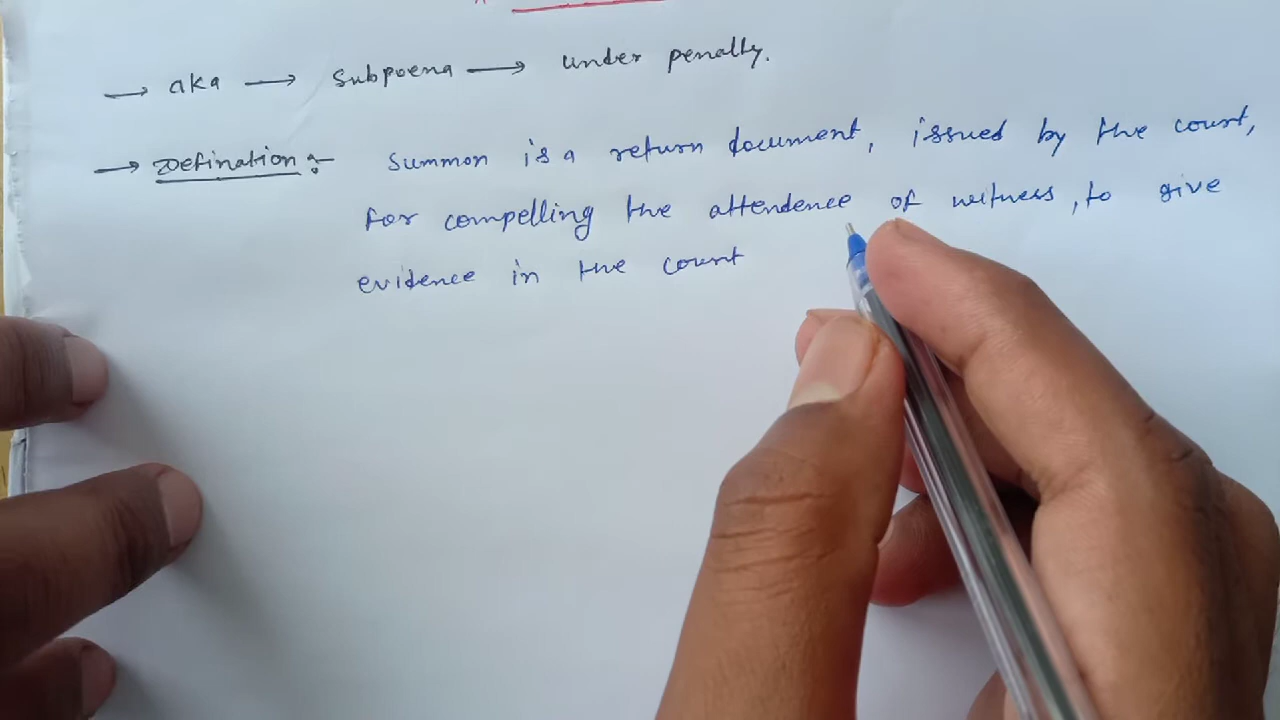 → aka → Subpoena → under penalty.
→ Defination :- Summon is a return document, issued by the court,
for compelling the attendence of witness, to give
evidence in the court